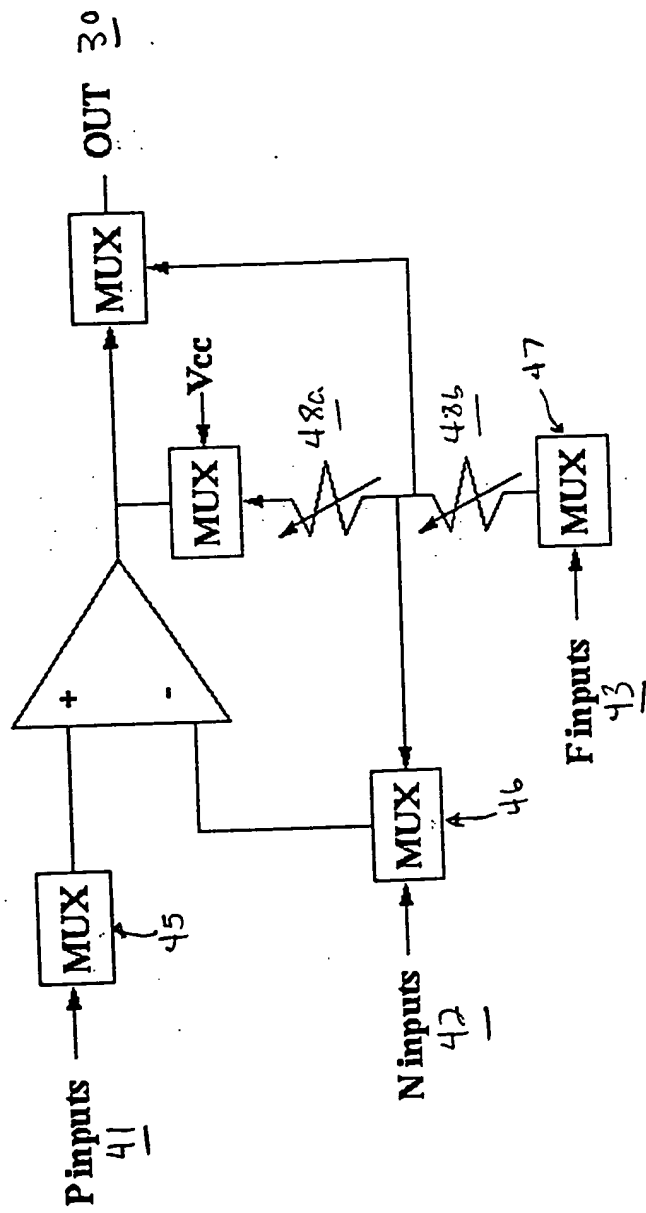 P inputs
41
MUX
45
N inputs
42
MUX
46
+
-
MUX
Vcc
48a
48b
F inputs
43
MUX
47
MUX
OUT 30